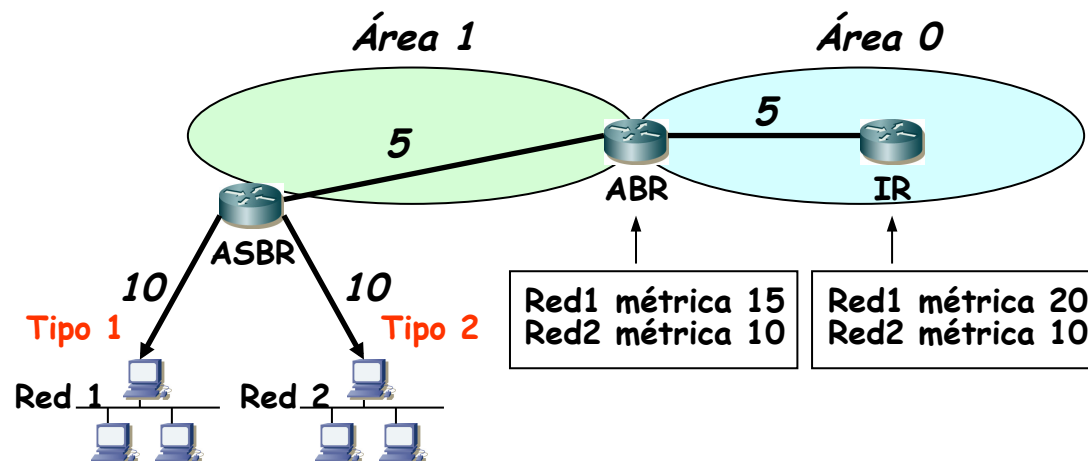 Área 1
Área 0
5
5
ABR
IR
ASBR
10
10
Tipo 1
Tipo 2
Red1 métrica 15
Red2 métrica 10
Red1 métrica 20
Red2 métrica 10
Red 1
Red 2